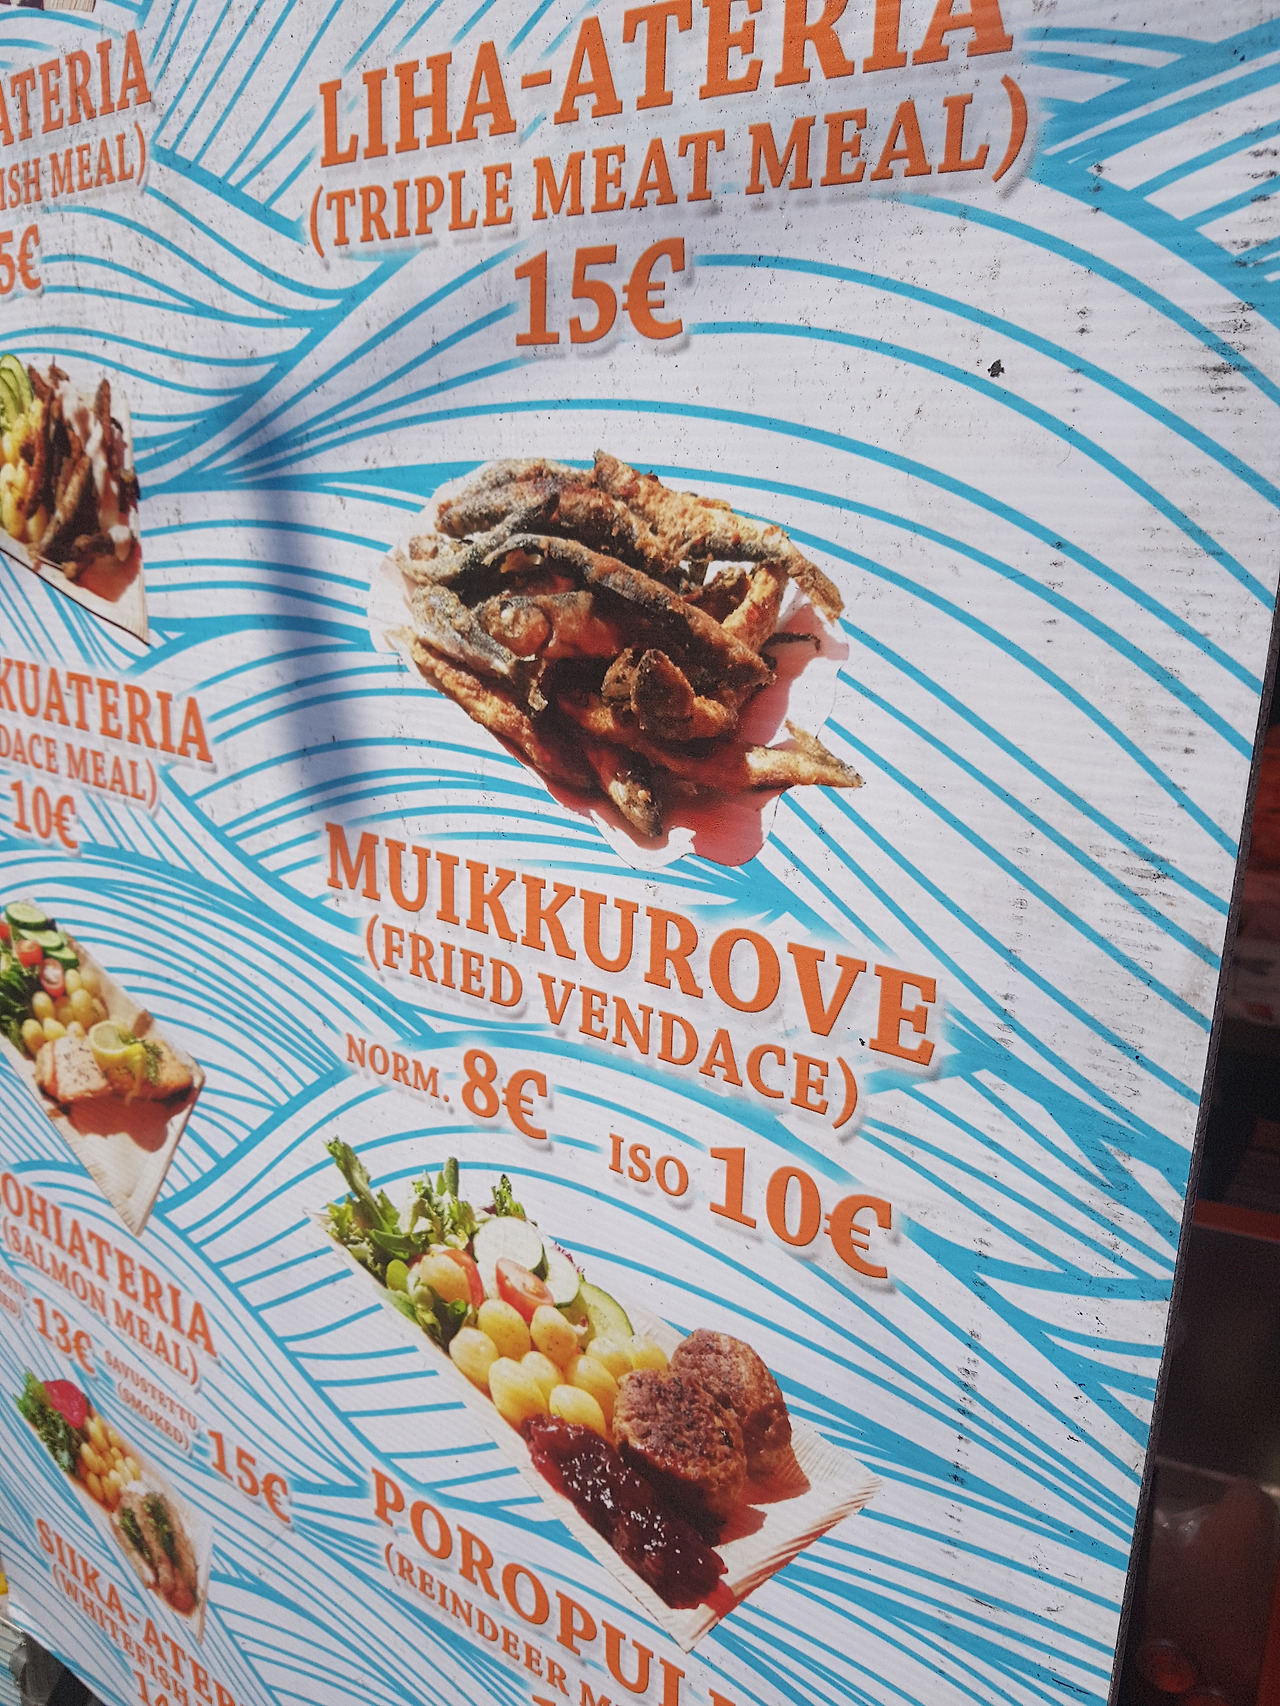 ATERIA
ISH MEAL)
5€
LIHA-ATERIA
(TRIPLE MEAT MEAL)
15€
KUATERIA
DACE MEAL)
10€
MUIKKUROVE
(FRIED VENDACE)
NORM. 8€
ISO 10€
OHIATERIA
(SALMON MEAL)
13€
SAVUSTETTU
(SMOKED)
15€
SIIKA-ATER
(WHITEFISH
POROPUL
(REINDEER M